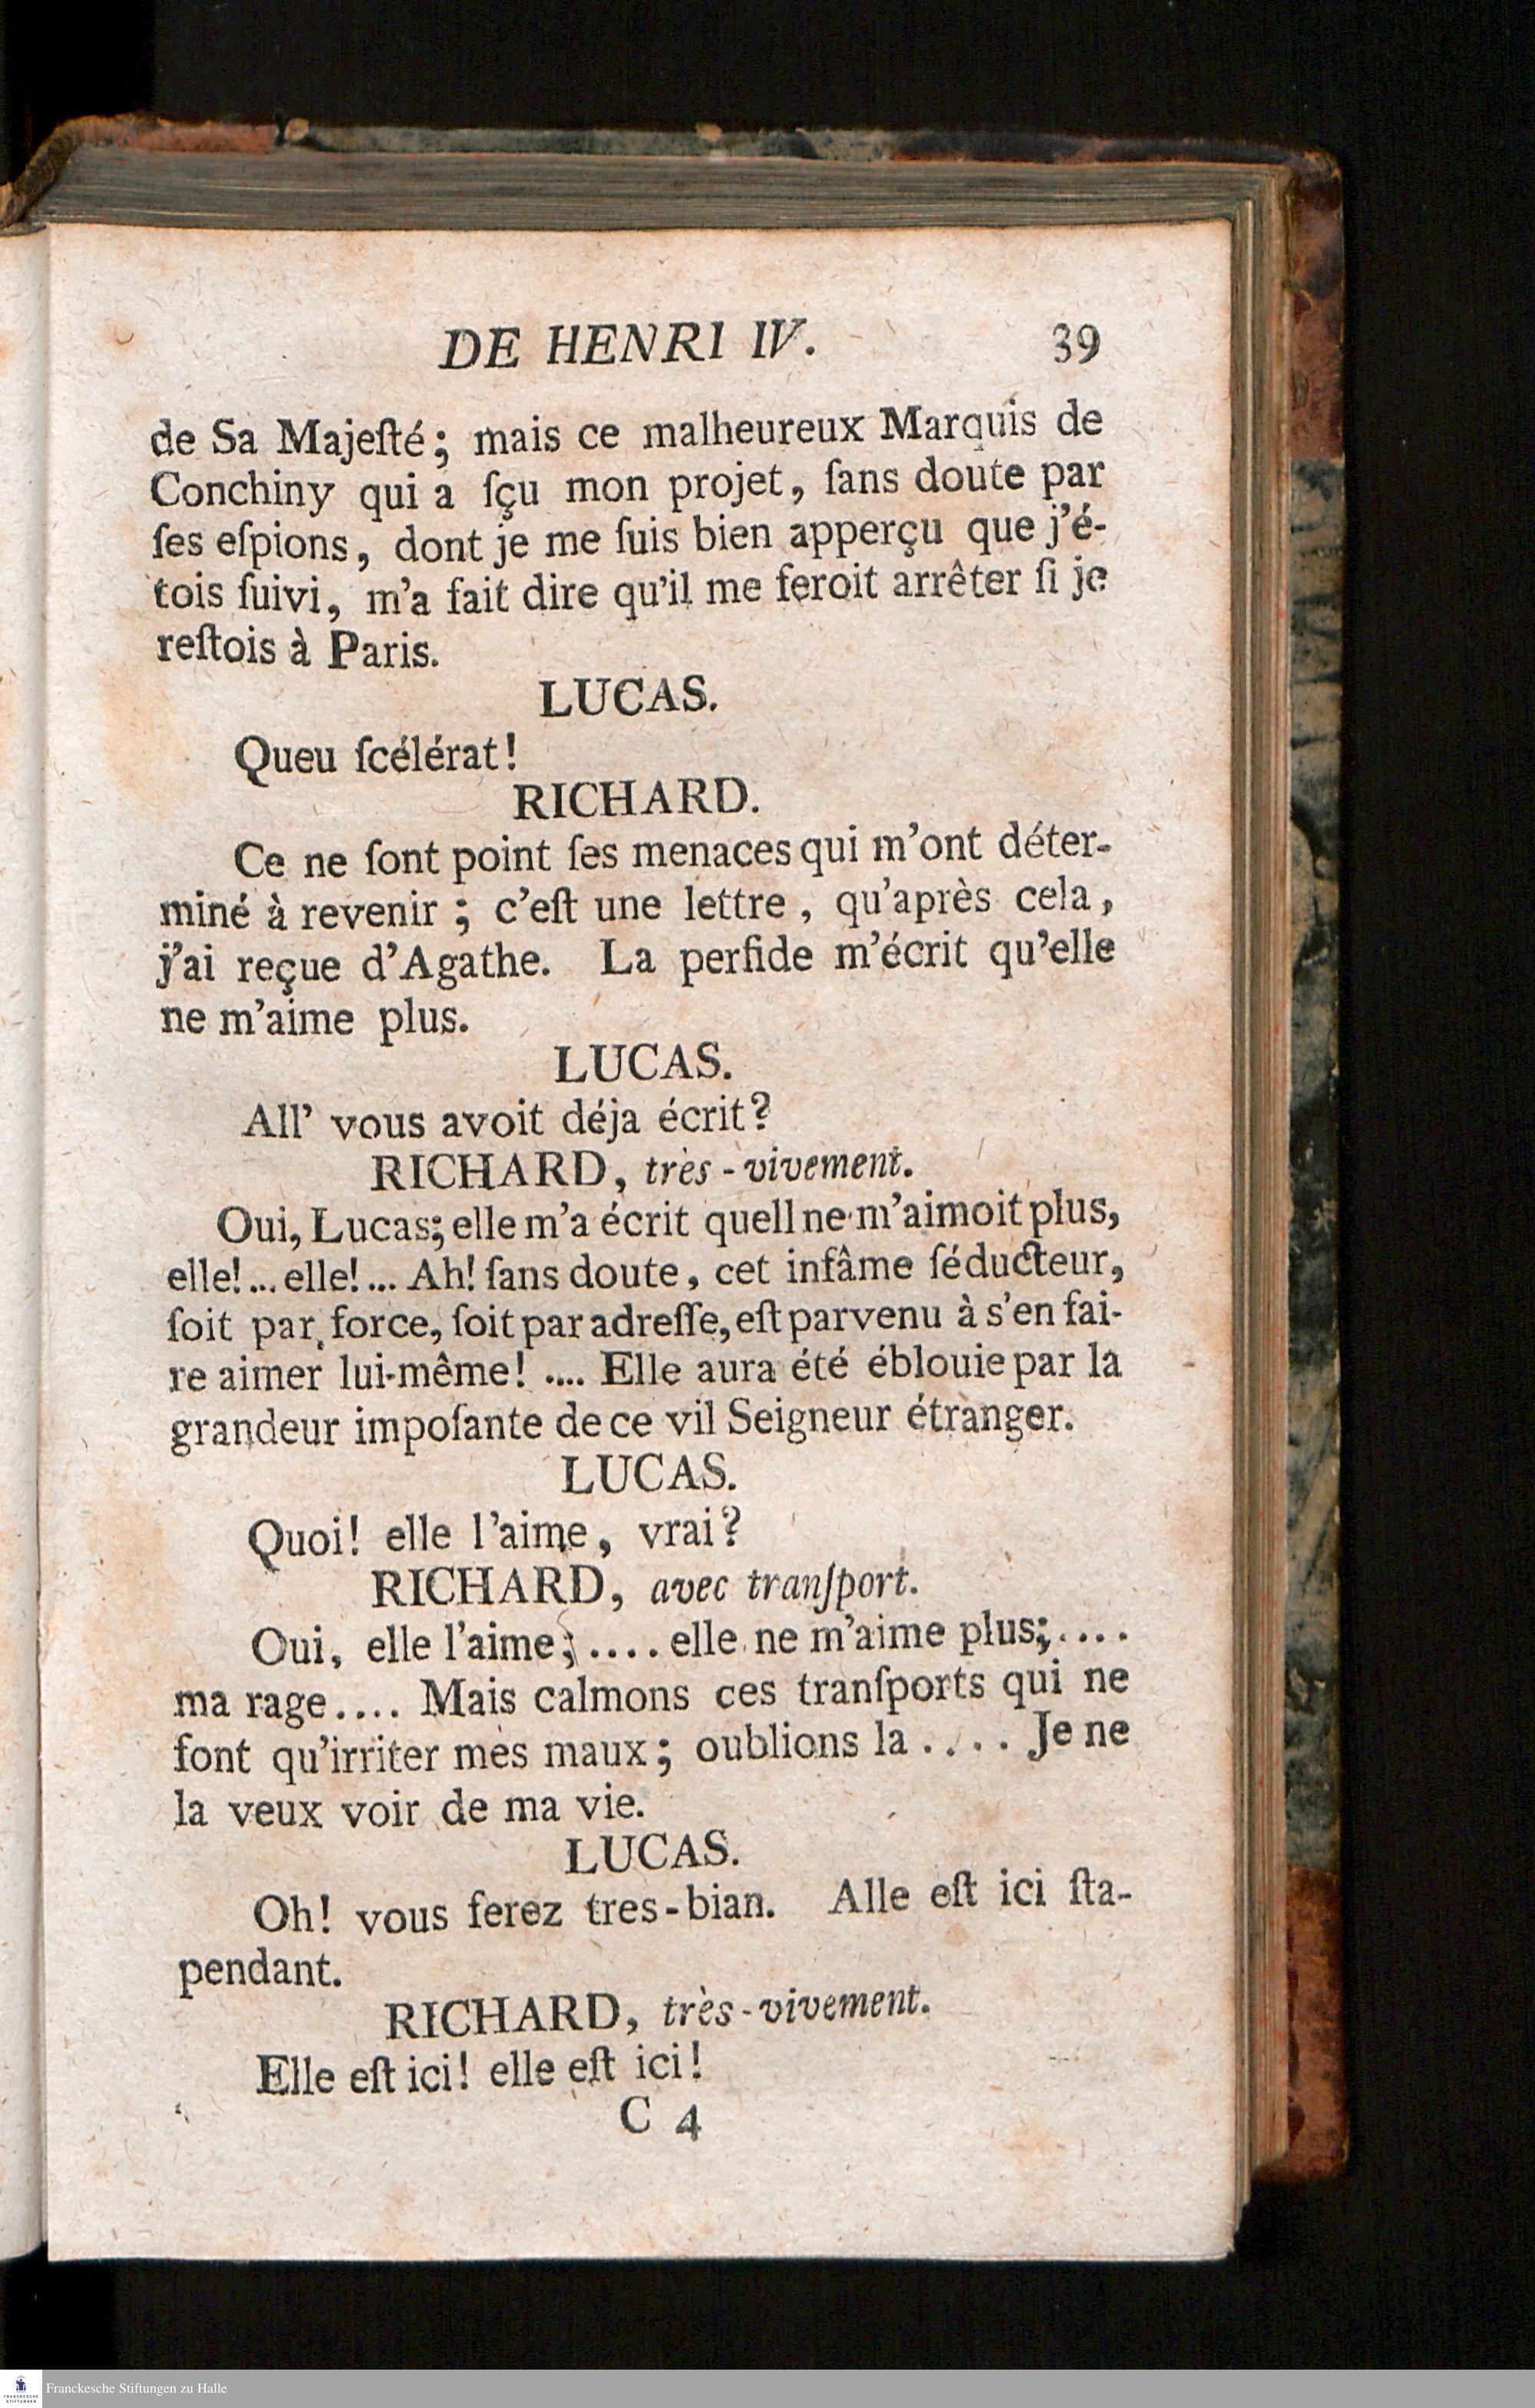 DE HENRI IV. 39
de Sa Majeſté; mais ce malheureux Marquis de
Conchiny qui a ſçu mon projet, ſans doute par
ſes eſpions, dont je me ſuis bien apperçu que j'é-
tois ſuivi, m'a fait dire qu'il me feroit arrêter ſi je
reſtois à Paris.
LUCAS.
Queu ſcélérat!
RICHARD.
Ce ne ſont point ſes menaces qui m'ont déter-
miné à revenir; c'eſt une lettre, qu'après cela,
j'ai reçue d'Agathe. La perfide m'écrit qu'elle
ne m'aime plus.
LUCAS.
All' vous avoit déja écrit?
RICHARD, très-vivement.
Oui, Lucas; elle m'a écrit quell ne m'aimoit plus,
elle!... elle!... Ah! ſans doute, cet infâme ſéducteur,
ſoit par force, ſoit par adreſſe, eſt parvenu à s'en fai-
re aimer lui-même! .... Elle aura été éblouie par la
grandeur impoſante de ce vil Seigneur étranger.
LUCAS.
Quoi! elle l'aime, vrai?
RICHARD, avec tranſport.
Oui, elle l'aime; .... elle ne m'aime plus; ....
ma rage.... Mais calmons ces tranſports qui ne
font qu'irriter mes maux; oublions la .... Je ne
la veux voir de ma vie.
LUCAS.
Oh! vous ferez tres-bian. Alle eſt ici ſta-
pendant.
RICHARD, très-vivement.
Elle eſt ici! elle eſt ici!
C 4
FRANCKESCHE STIFTUNGEN
Franckesche Stiftungen zu Halle